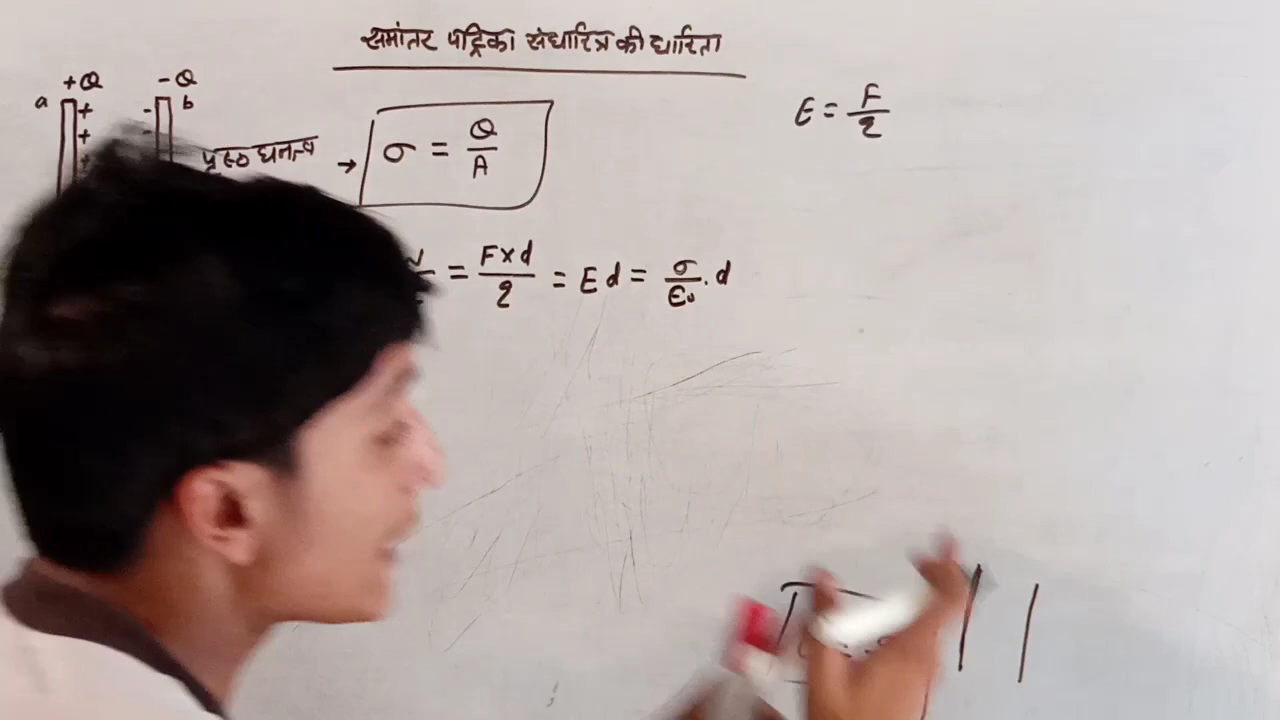 समांतर पट्टिका संधारित्र की धारिता
+Q -Q
a + - b
+ -
+
पृष्ठ घनत्व → σ = Q/A
E = F/q
= F×d/q = Ed = σ/ε₀.d